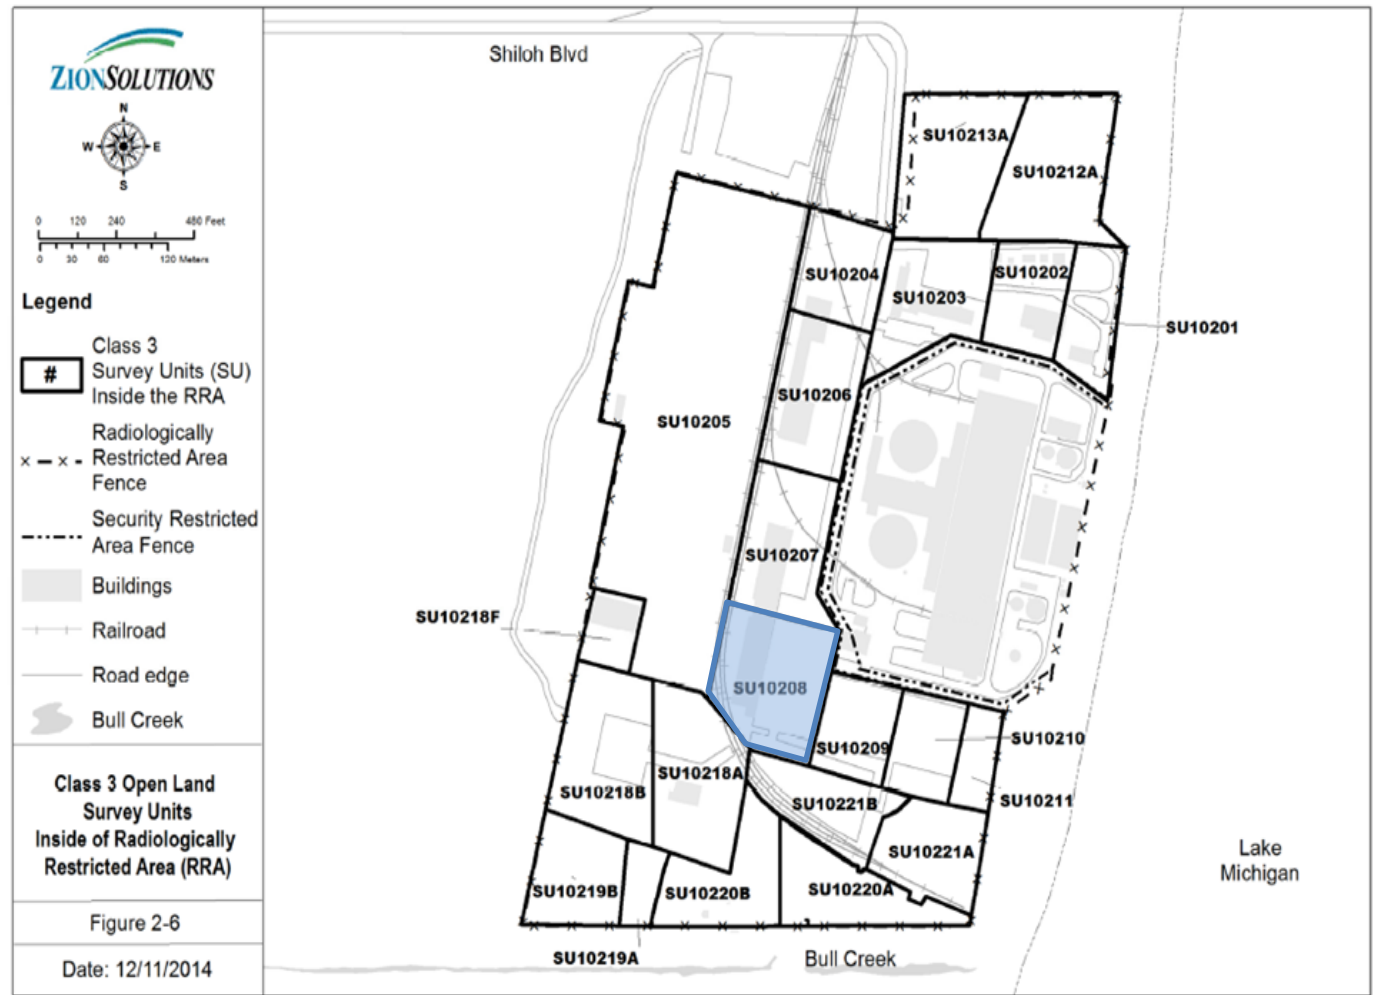 ZIONSOLUTIONS
N
W
E
S
0 120 240 480 Feet
0 30 60 120 Meters
Legend
#
Class 3
Survey Units (SU)
Inside the RRA
Radiologically
Restricted Area
Fence
Security Restricted
Area Fence
Buildings
Railroad
Road edge
Bull Creek
Class 3 Open Land
Survey Units
Inside of Radiologically
Restricted Area (RRA)
Figure 2-6
Date: 12/11/2014
Shiloh Blvd
SU10213A
SU10212A
SU10204
SU10202
SU10203
SU10201
SU10206
SU10205
SU10207
SU10218F
SU10208
SU10209
SU10210
SU10218A
SU10218B
SU10221B
SU10211
SU10221A
SU10219B
SU10220B
SU10220A
SU10219A
Bull Creek
Lake
Michigan